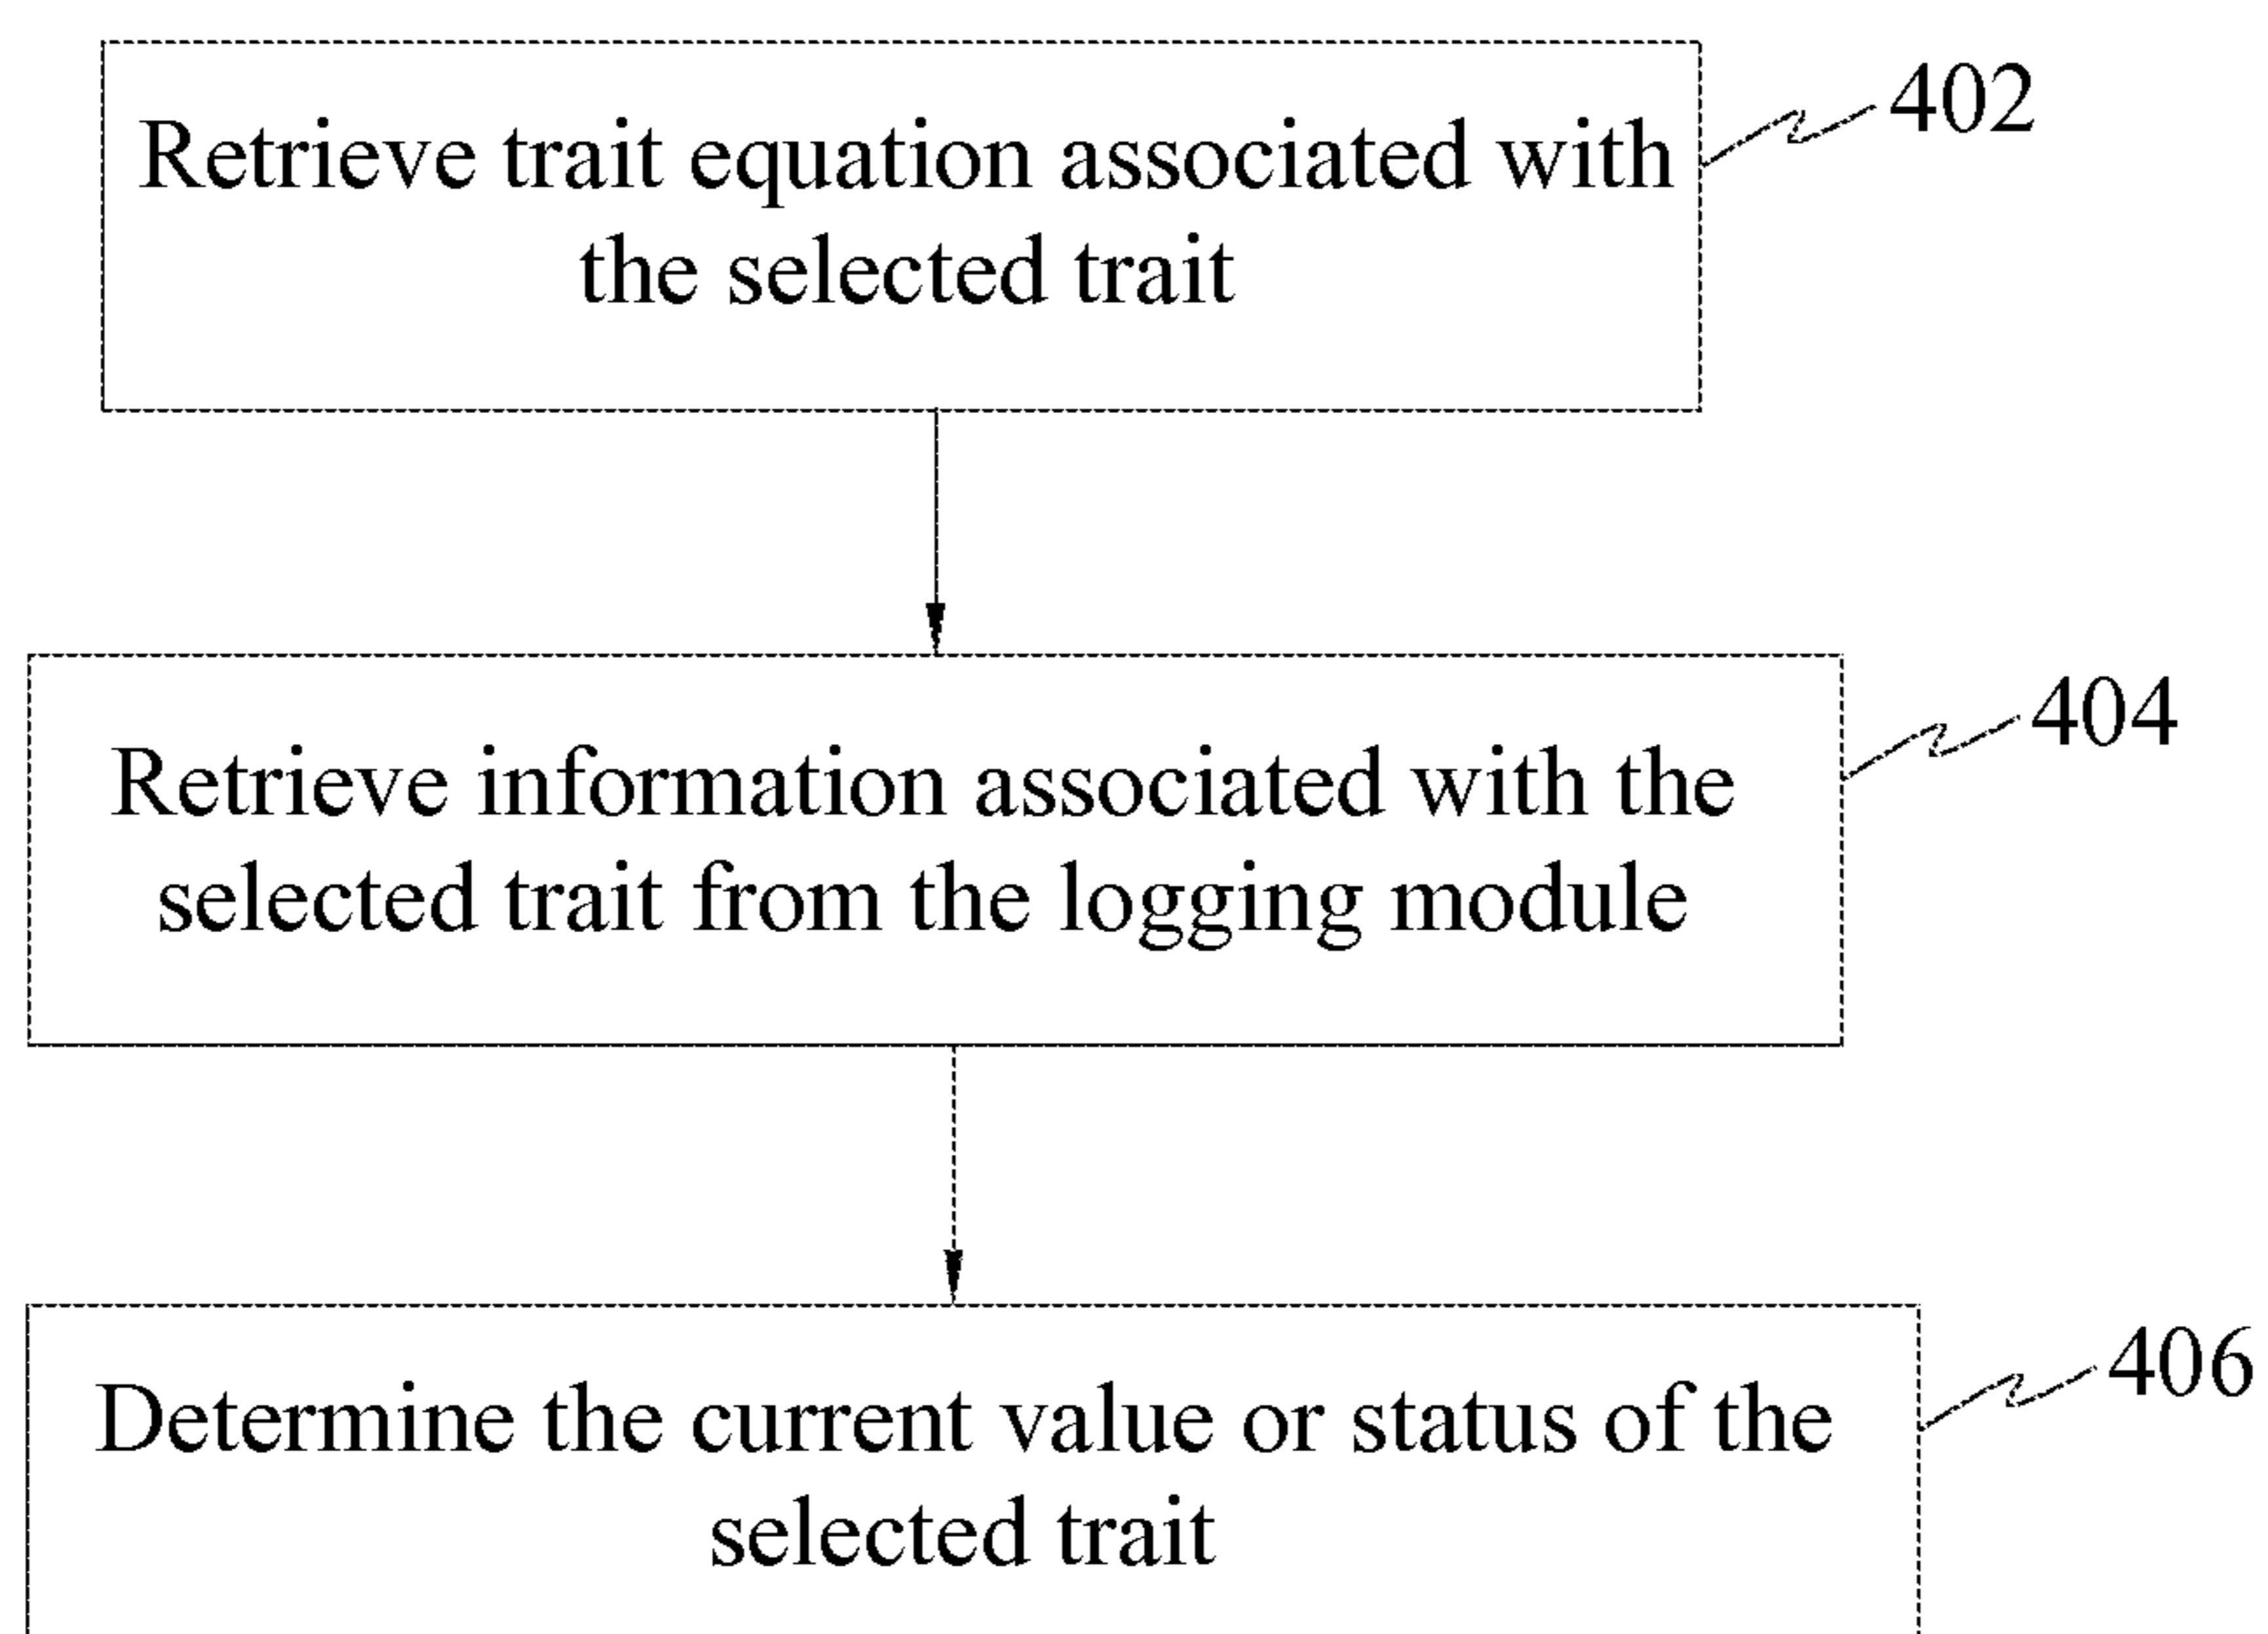 Retrieve trait equation associated with
the selected trait
402
Retrieve information associated with the
selected trait from the logging module
404
Determine the current value or status of the
selected trait
406